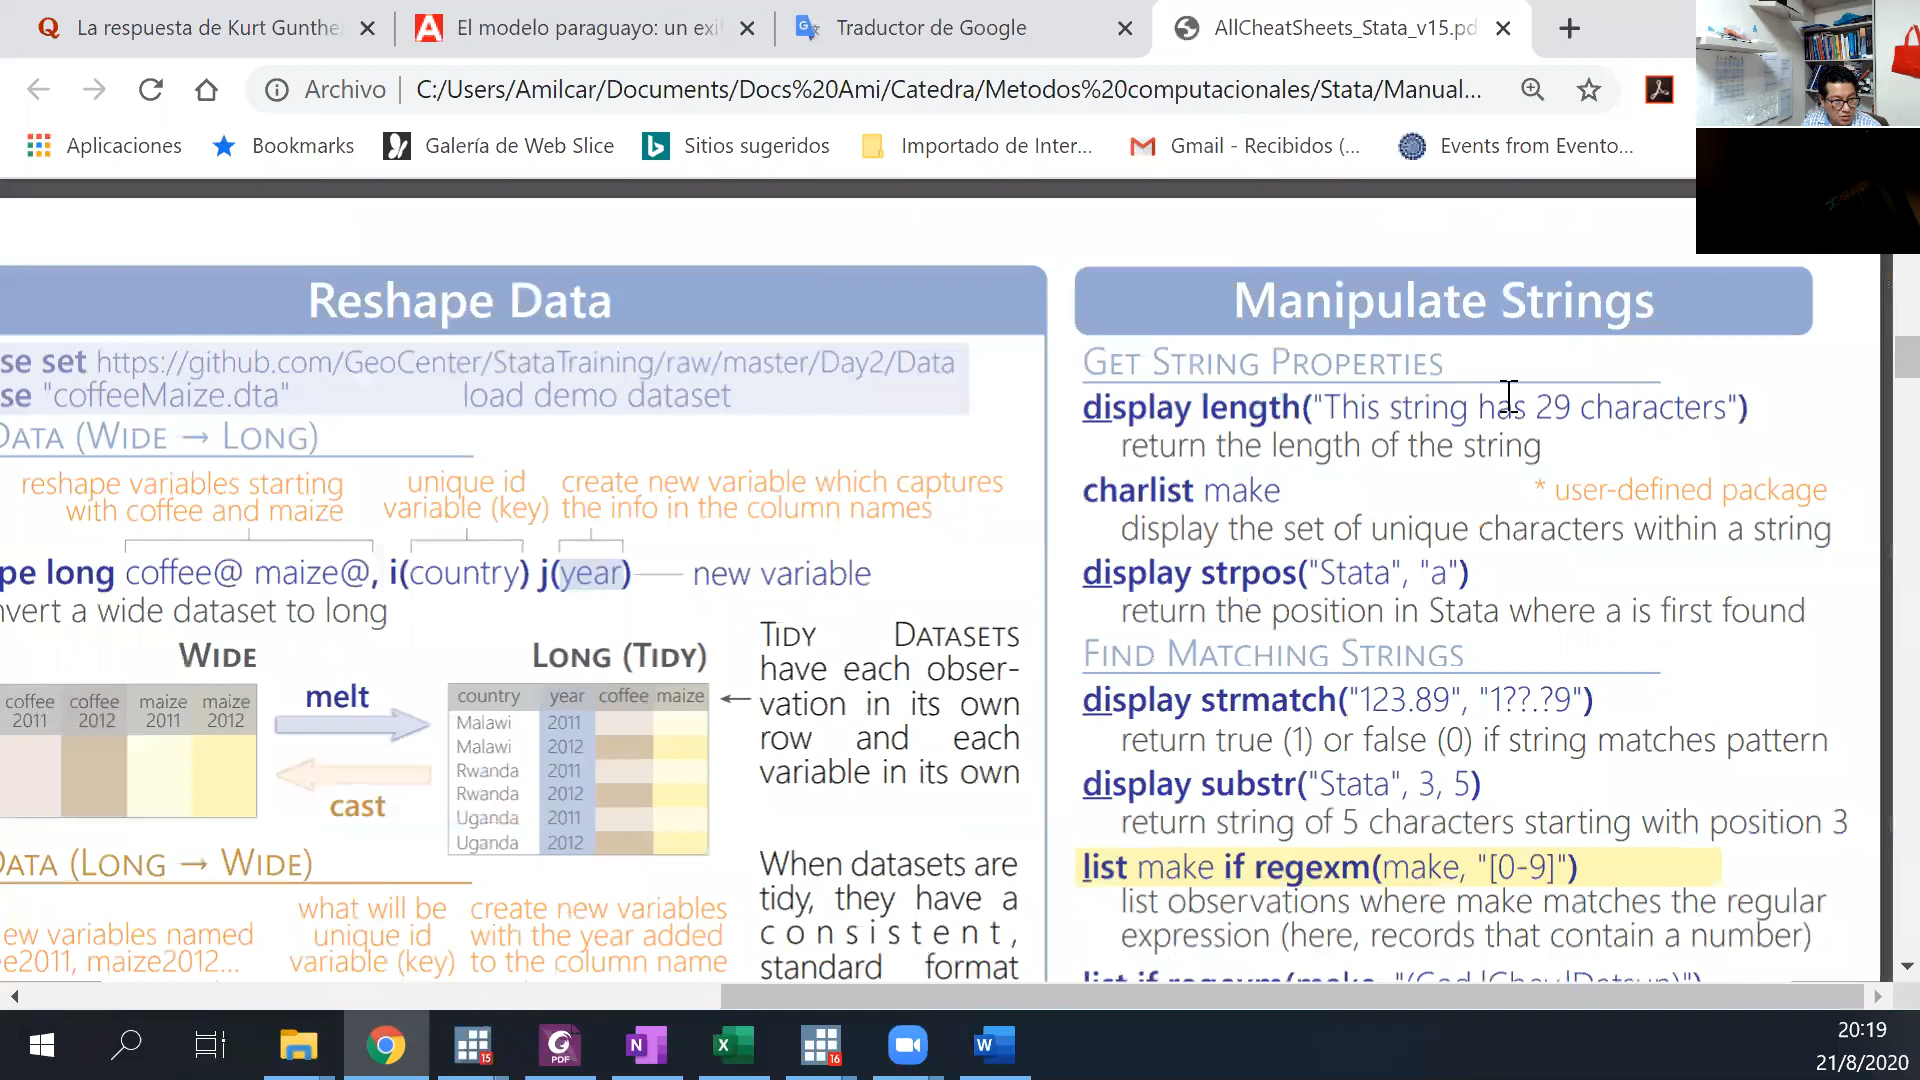 La respuesta de Kurt Gunthe
El modelo paraguayo: un exi
Traductor de Google
AllCheatSheets_Stata_v15.pd
Archivo
C:/Users/Amilcar/Documents/Docs%20Ami/Catedra/Metodos%20computacionales/Stata/Manual...
Aplicaciones
Bookmarks
Galería de Web Slice
Sitios sugeridos
Importado de Inter...
Gmail - Recibidos (...
Events from Evento...
Reshape Data
se set https://github.com/GeoCenter/StataTraining/raw/master/Day2/Data
se "coffeeMaize.dta" load demo dataset
DATA (WIDE → LONG)
reshape variables starting
with coffee and maize
unique id
variable (key)
create new variable which captures
the info in the column names
pe long coffee@ maize@, i(country) j(year) new variable
nvert a wide dataset to long
WIDE
coffee 2011
coffee 2012
maize 2011
maize 2012
melt
cast
LONG (TIDY)
country year coffee maize
Malawi 2011
Malawi 2012
Rwanda 2011
Rwanda 2012
Uganda 2011
Uganda 2012
TIDY DATASETS
have each obser-
vation in its own
row and each
variable in its own
DATA (LONG → WIDE)
ew variables named
e2011, maize2012...
what will be
unique id
variable (key)
create new variables
with the year added
to the column name
When datasets are
tidy, they have a
consistent,
standard format
Manipulate Strings
GET STRING PROPERTIES
display length("This string has 29 characters")
return the length of the string
charlist make * user-defined package
display the set of unique characters within a string
display strpos("Stata", "a")
return the position in Stata where a is first found
FIND MATCHING STRINGS
display strmatch("123.89", "1??.?9")
return true (1) or false (0) if string matches pattern
display substr("Stata", 3, 5)
return string of 5 characters starting with position 3
list make if regexm(make, "[0-9]")
list observations where make matches the regular
expression (here, records that contain a number)
list if regexm(make, "(Cad.|Chev.|Datsun)")
15
PDF
N
X
16
W
20:19
21/8/2020